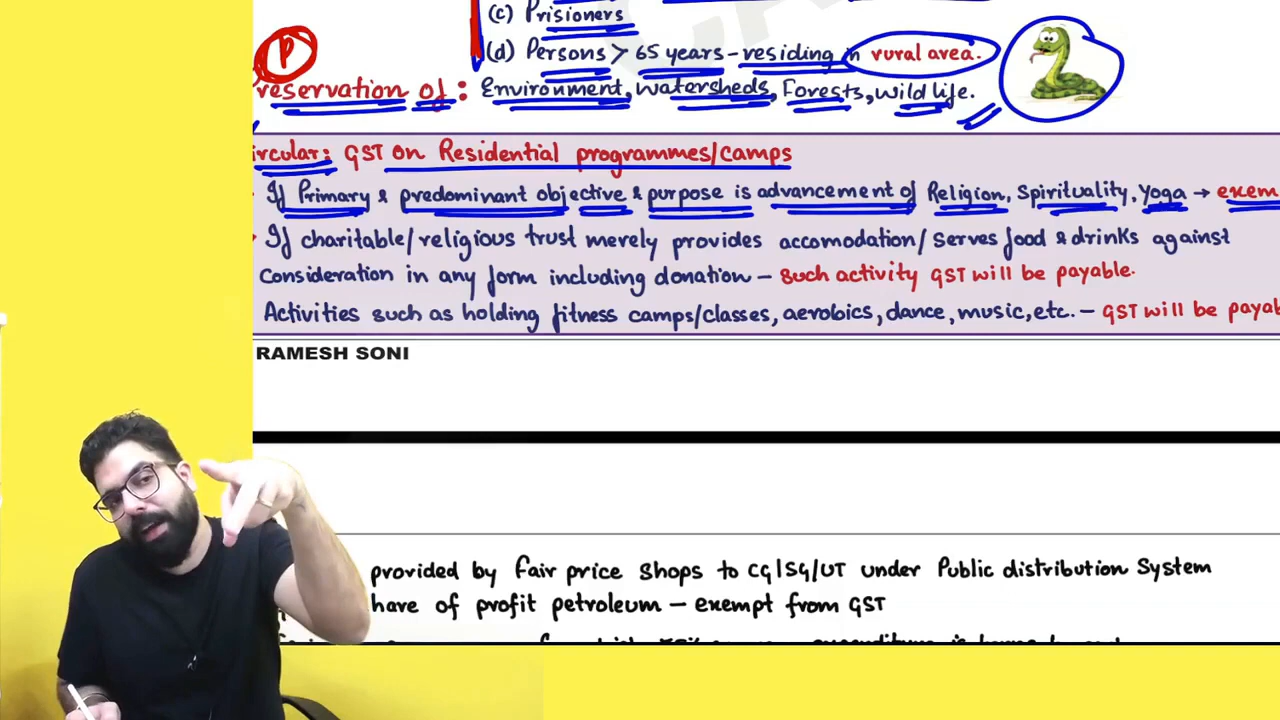 (c) Prisioners
(d) Persons > 65 years - residing in rural area.
P
reservation of : Environment, Watersheds, Forests, Wild life.
ircular: GST on Residential programmes/camps
If Primary & predominant objective & purpose is advancement of Religion, Spirituality, Yoga → exem
If charitable/religious trust merely provides accomodation/ Serves food & drinks against
Consideration in any form including donation - such activity GST will be payable.
Activities such as holding fitness camps/classes, aerobics, dance, music, etc. - GST will be payab
RAMESH SONI
provided by Fair price Shops to CG/SG/UT under Public distribution System
hare of profit petroleum - exempt from GST